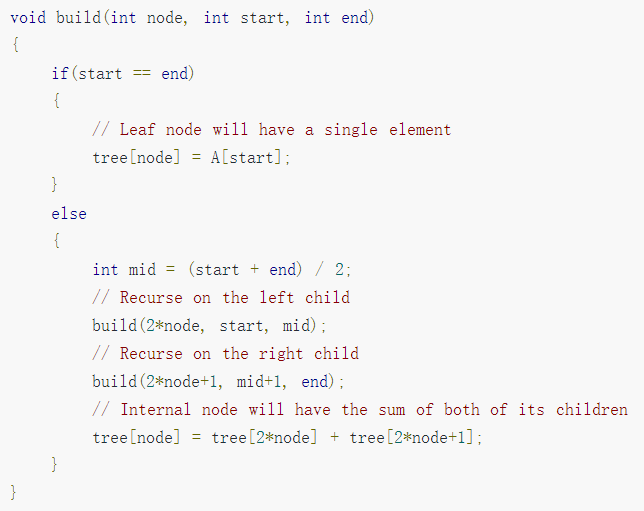 void build(int node, int start, int end)
{
if(start == end)
{
// Leaf node will have a single element
tree[node] = A[start];
}
else
{
int mid = (start + end) / 2;
// Recurse on the left child
build(2*node, start, mid);
// Recurse on the right child
build(2*node+1, mid+1, end);
// Internal node will have the sum of both of its children
tree[node] = tree[2*node] + tree[2*node+1];
}
}